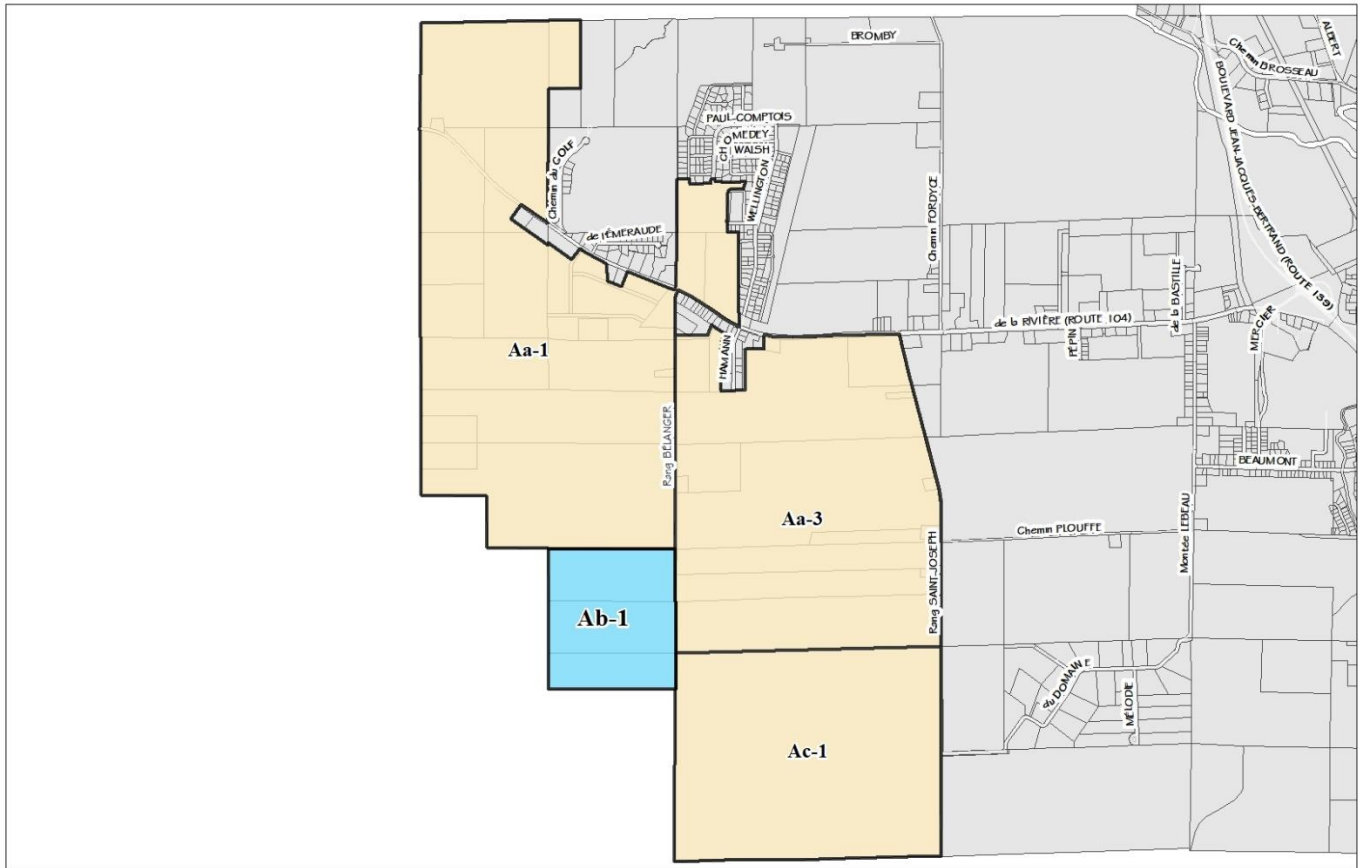 BROMBY
Chemin BROSSEAU
ALBERT
BOULEVARD JEAN-JACQUES-BERTRAND (ROUTE 139)
PAUL-COMPTOIS
MEDEY
WALSH
WELLINGTON
Chemin du GOLF
de l'ÉMERAUDE
Chemin FORDYCE
de la RIVIÈRE (ROUTE 104)
de la BASTILLE
PÉPIN
MERCIER
HAMANN
Aa-1
Rang BÉLANGER
BEAUMONT
Aa-3
Chemin PLOUFFE
Montée LEBEAU
Rang SAINT-JOSEPH
Ab-1
du DOMAINE
MÉLODIE
Ac-1